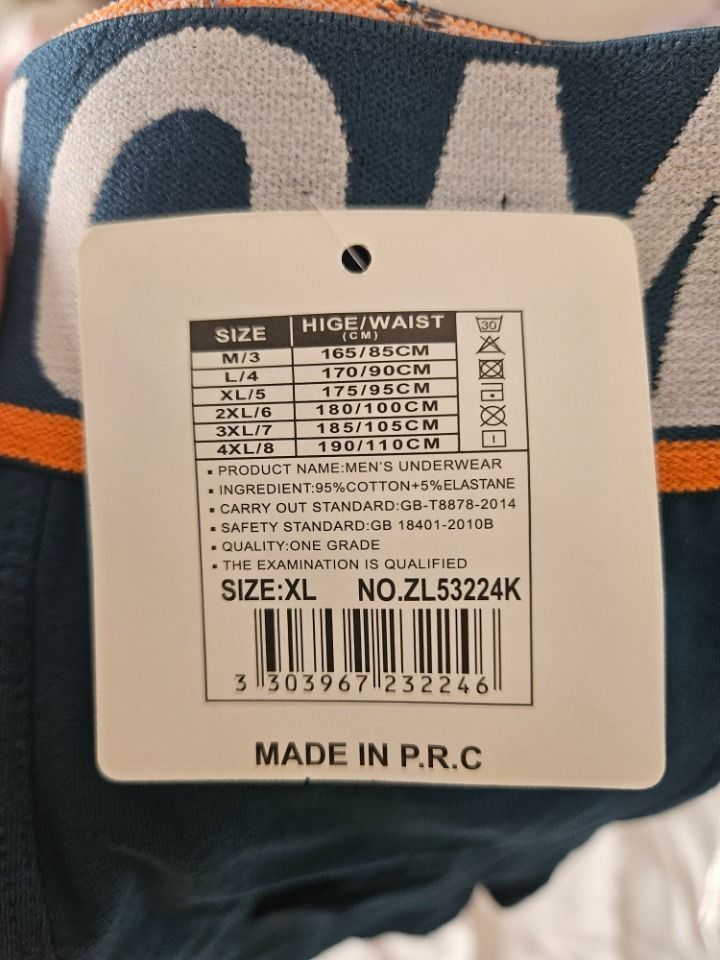 SIZE HIGE/WAIST
(CM)
M/3 165/85CM
L/4 170/90CM
XL/5 175/95CM
2XL/6 180/100CM
3XL/7 185/105CM
4XL/8 190/110CM
30
▪ PRODUCT NAME:MEN'S UNDERWEAR
▪ INGREDIENT:95%COTTON+5%ELASTANE
▪ CARRY OUT STANDARD:GB-T8878-2014
▪ SAFETY STANDARD:GB 18401-2010B
▪ QUALITY:ONE GRADE
▪ THE EXAMINATION IS QUALIFIED
SIZE:XL NO.ZL53224K
3 303967 232246
MADE IN P.R.C